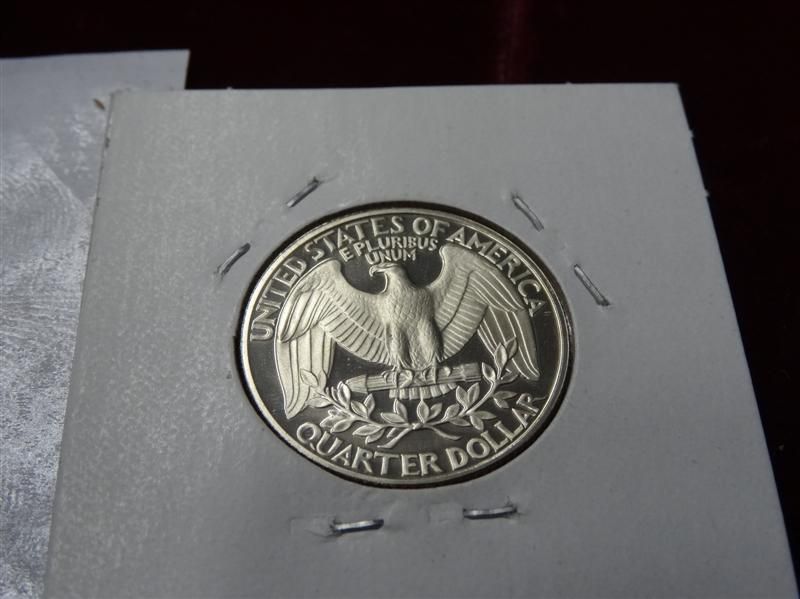 UNITED STATES OF AMERICA
E PLURIBUS
UNUM
QUARTER DOLLAR